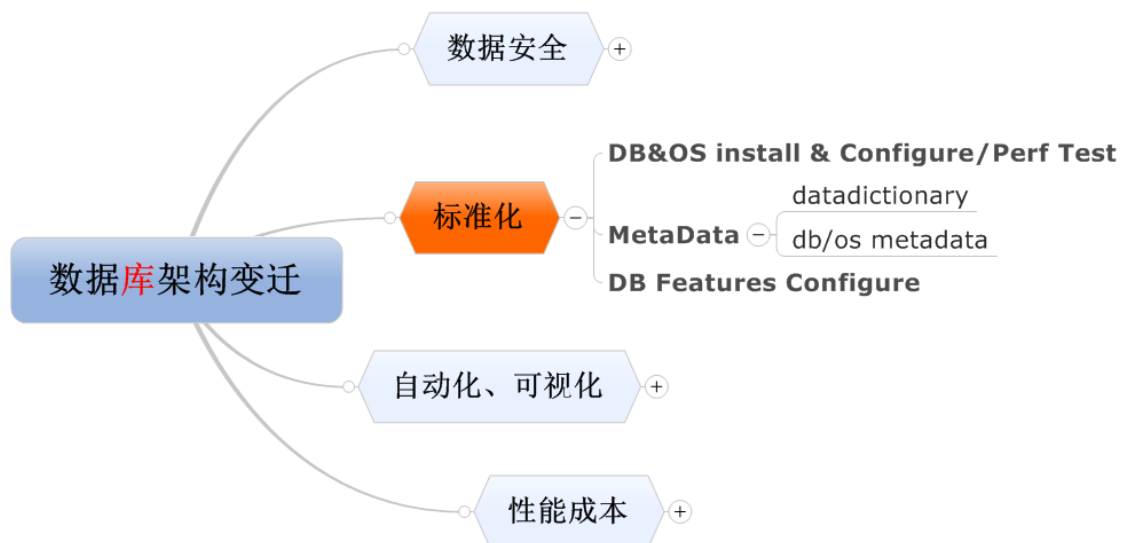 数据安全
DB&OS install & Configure/Perf Test
datadictionary
标准化
MetaData
db/os metadata
数据库架构变迁
DB Features Configure
自动化、可视化
性能成本